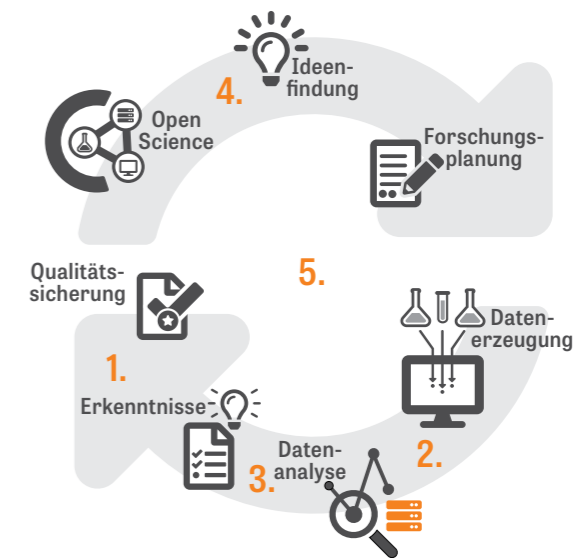 4.
Ideen-
findung
Open
Science
Forschungs-
planung
Qualitäts-
sicherung
5.
Daten-
erzeugung
1.
Erkenntnisse
2.
Daten-
analyse
3.